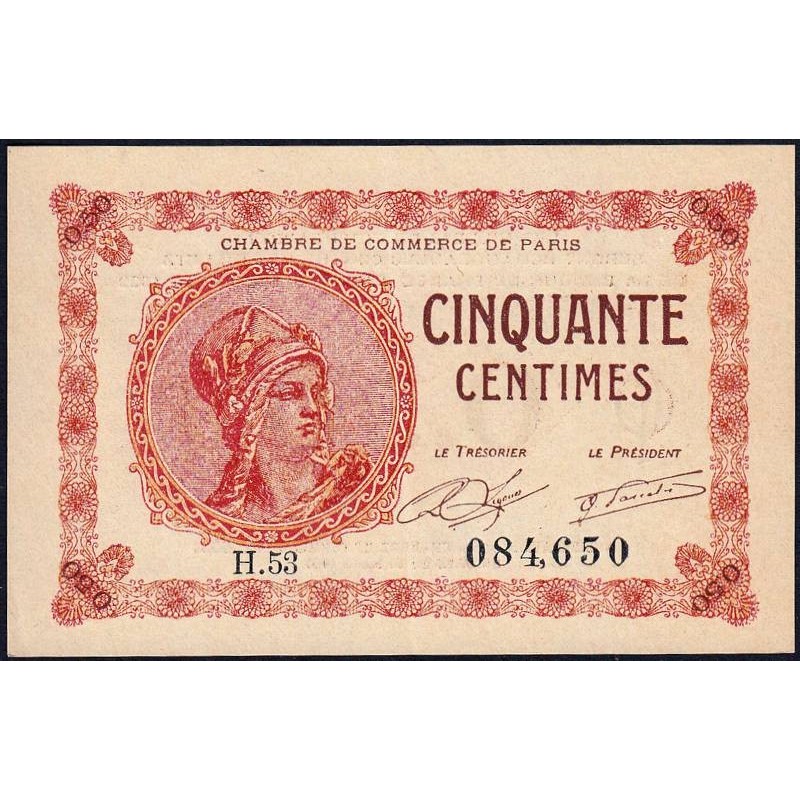 0.50 0.50
CHAMBRE DE COMMERCE DE PARIS
CINQUANTE
CENTIMES
LE TRÉSORIER LE PRÉSIDENT
H.53 084,650
0.50 0.50